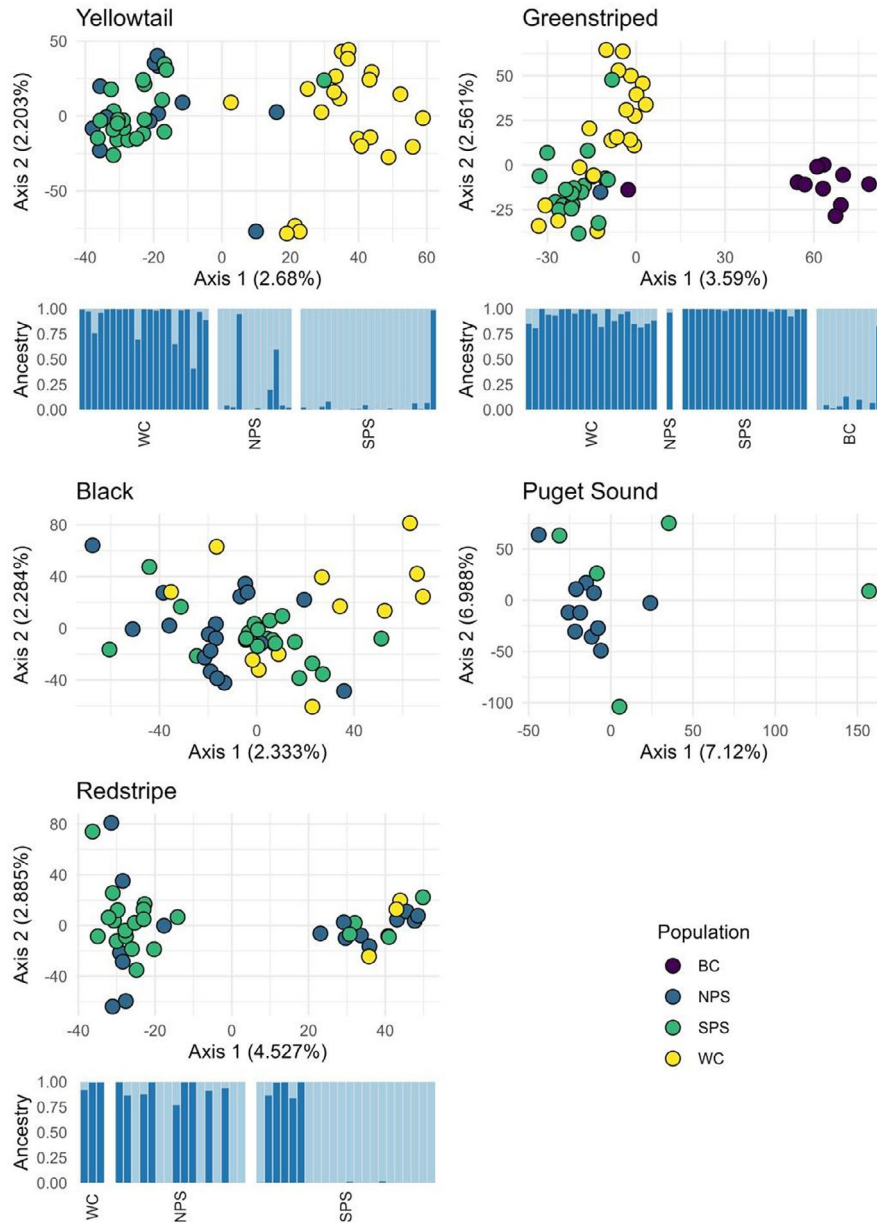 Yellowtail
Axis 2 (2.203%)
50
0
-50
-40 -20 0 20 40 60
Axis 1 (2.68%)
Ancestry
1.00
0.75
0.50
0.25
0.00
WC NPS SPS
Greenstriped
Axis 2 (2.561%)
50
25
0
-25
-30 0 30 60
Axis 1 (3.59%)
Ancestry
1.00
0.75
0.50
0.25
0.00
WC NPS SPS BC
Black
Axis 2 (2.284%)
80
40
0
-40
-40 0 40
Axis 1 (2.333%)
Puget Sound
Axis 2 (6.988%)
50
0
-50
-100
-50 0 50 100 150
Axis 1 (7.12%)
Redstripe
Axis 2 (2.885%)
80
40
0
-40
-40 -20 0 20 40
Axis 1 (4.527%)
Ancestry
1.00
0.75
0.50
0.25
0.00
WC NPS SPS
Population
BC
NPS
SPS
WC